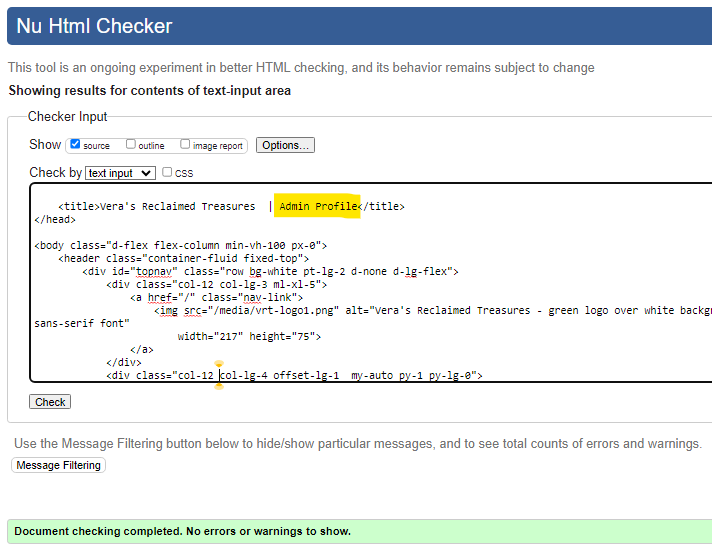 Nu Html Checker
This tool is an ongoing experiment in better HTML checking, and its behavior remains subject to change
Showing results for contents of text-input area
Checker Input
Show source outline image report Options...
Check by text input CSS
<title>Vera's Reclaimed Treasures  | Admin Profile</title>
</head>
<body class="d-flex flex-column min-vh-100 px-0">
<header class="container-fluid fixed-top">
<div id="topnav" class="row bg-white pt-lg-2 d-none d-lg-flex">
<div class="col-12 col-lg-3 ml-xl-5">
<a href="/" class="nav-link">
<img src="/media/vrt-logo1.png" alt="Vera's Reclaimed Treasures - green logo over white backgr
sans-serif font"
width="217" height="75">
</a>
</div>
<div class="col-12 col-lg-4 offset-lg-1  my-auto py-1 py-lg-0">
Check
Use the Message Filtering button below to hide/show particular messages, and to see total counts of errors and warnings.
Message Filtering
Document checking completed. No errors or warnings to show.